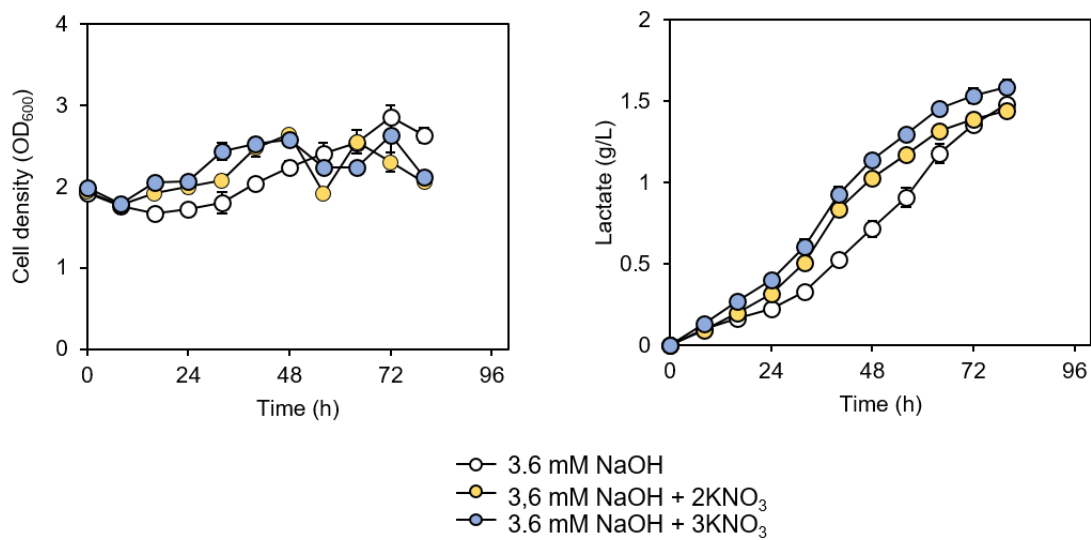 4
3
2
1
0
Cell density (OD₆₀₀)
0 24 48 72 96
Time (h)
2
1.5
1
0.5
0
Lactate (g/L)
0 24 48 72 96
Time (h)
3.6 mM NaOH
3,6 mM NaOH + 2KNO₃
3.6 mM NaOH + 3KNO₃